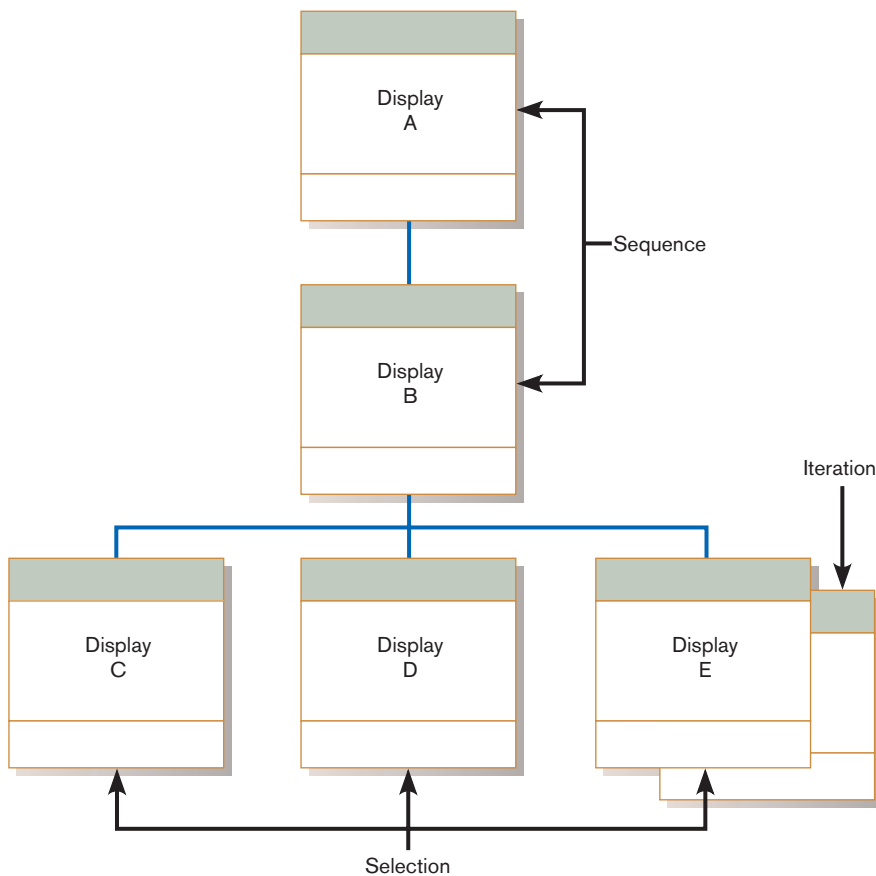 Display
A
Sequence
Display
B
Iteration
Display
C
Display
D
Display
E
Selection